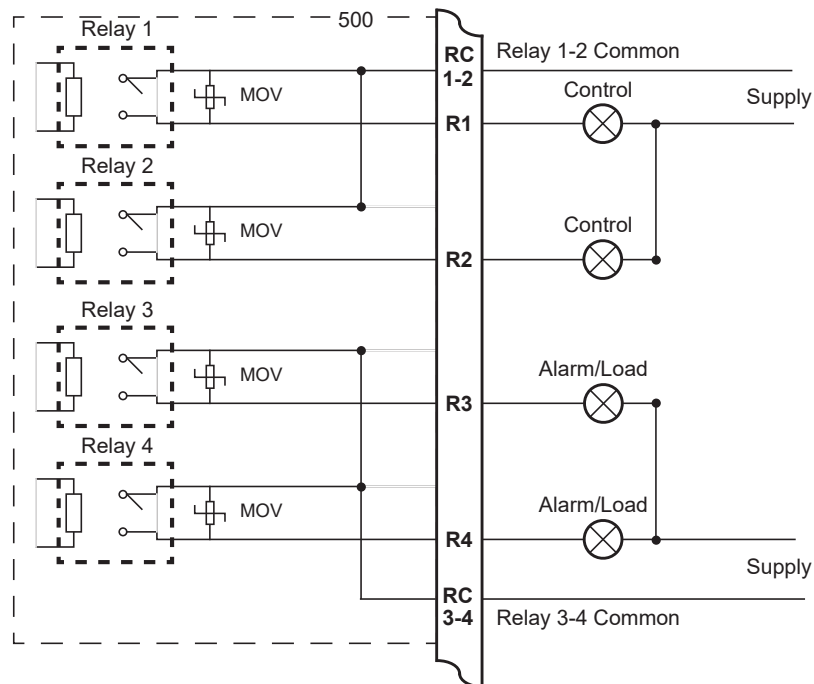 500
Relay 1
MOV
RC
1-2
Relay 1-2 Common
Control
Supply
R1
Relay 2
MOV
Control
R2
Relay 3
MOV
Alarm/Load
R3
Relay 4
MOV
Alarm/Load
R4
Supply
RC
3-4
Relay 3-4 Common